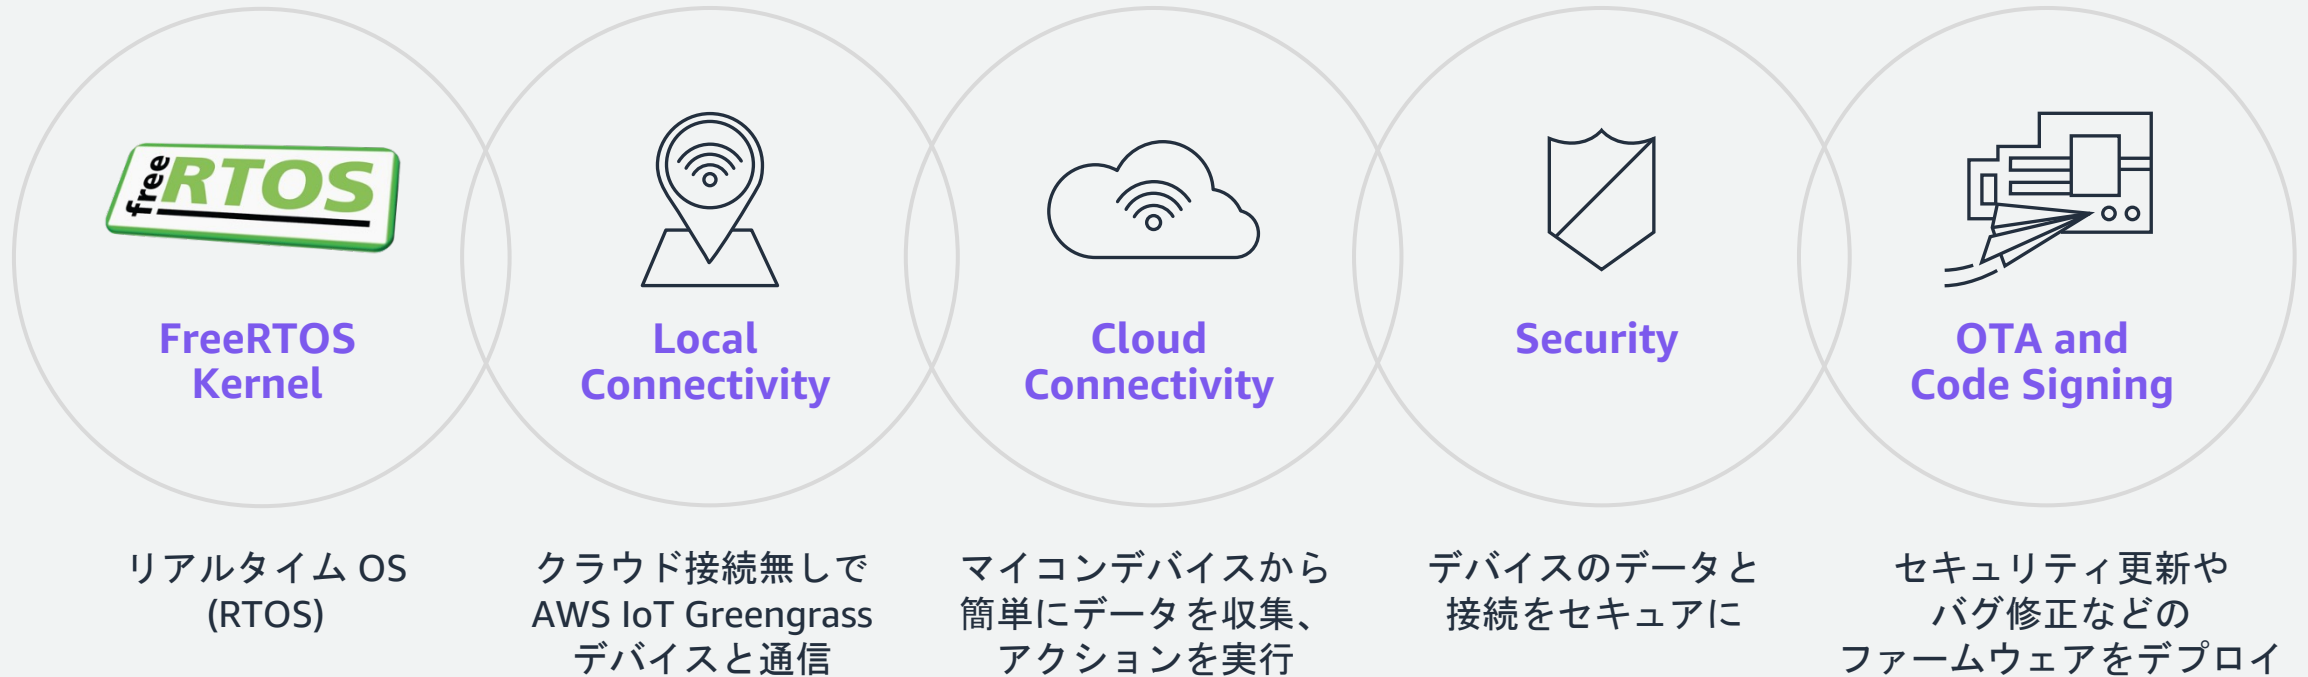 free RTOS
FreeRTOS
Kernel
リアルタイム OS
(RTOS)
Local
Connectivity
クラウド接続無しで
AWS IoT Greengrass
デバイスと通信
Cloud
Connectivity
マイコンデバイスから
簡単にデータを収集、
アクションを実行
Security
デバイスのデータと
接続をセキュアに
OTA and
Code Signing
セキュリティ更新や
バグ修正などの
ファームウェアをデプロイ